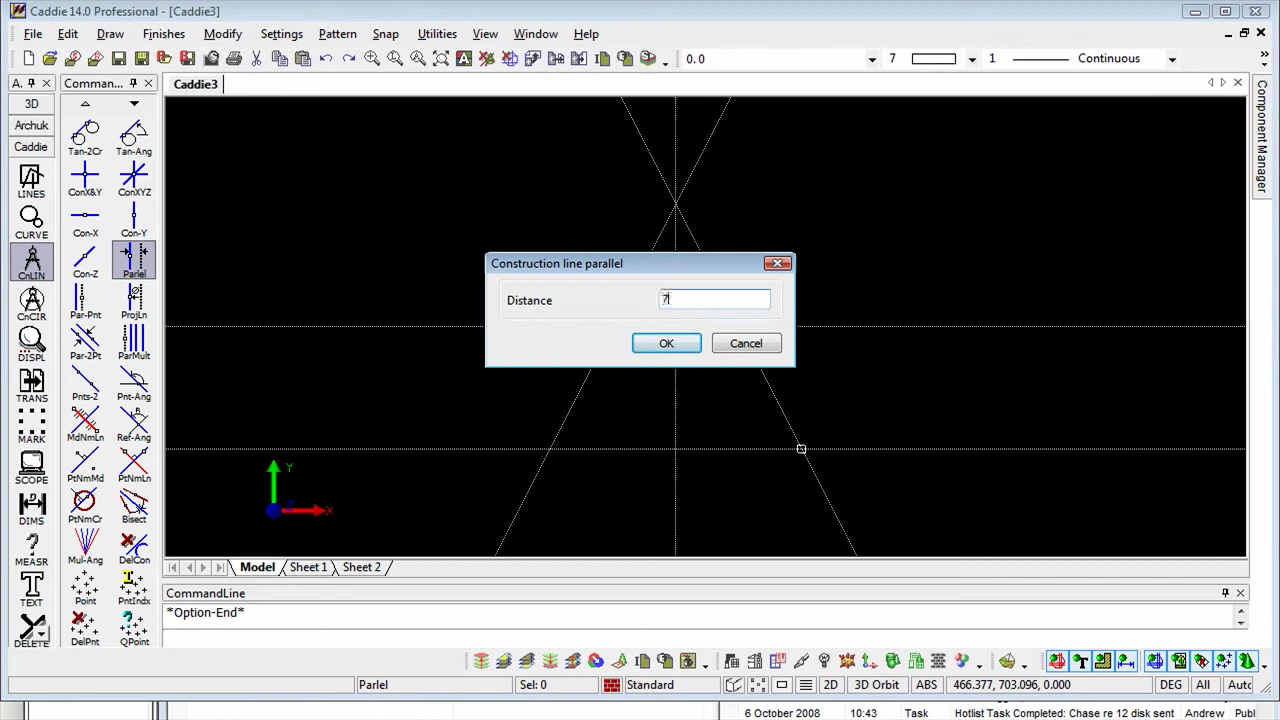 Caddie 14.0 Professional - [Caddie3]
File Edit Draw Finishes Modify Settings Pattern Snap Utilities View Window Help
0.0 7 1 Continuous
A.. Comman... Caddie3
3D
Archuk
Caddie
LINES
CURVE
CnLIN
CnCIR
DISPL
TRANS
MARK
SCOPE
DIMS
MEASR
TEXT
DELETE
Tan-2Cr Tan-Ang
ConX&Y ConXYZ
Con-X Con-Y
Con-Z Parlel
Par-Pnt ProjLn
Par-2Pt ParMult
Pnts-2 Pnt-Ang
MdNmLn Ref-Ang
PtNmMd PtNmLn
PtNmCr Bisect
Mul-Ang DelCon
Point PntIndx
DelPnt QPoint
Construction line parallel
Distance 7
OK Cancel
Y
X
Component Manager
Model Sheet 1 Sheet 2
CommandLine
*Option-End*
Parlel Sel: 0 Standard 2D 3D Orbit ABS 466.377, 703.096, 0.000 DEG All Auto
6 October 2008 10:43 Task Hotlist Task Completed: Chase re 12 disk sent Andrew Publ